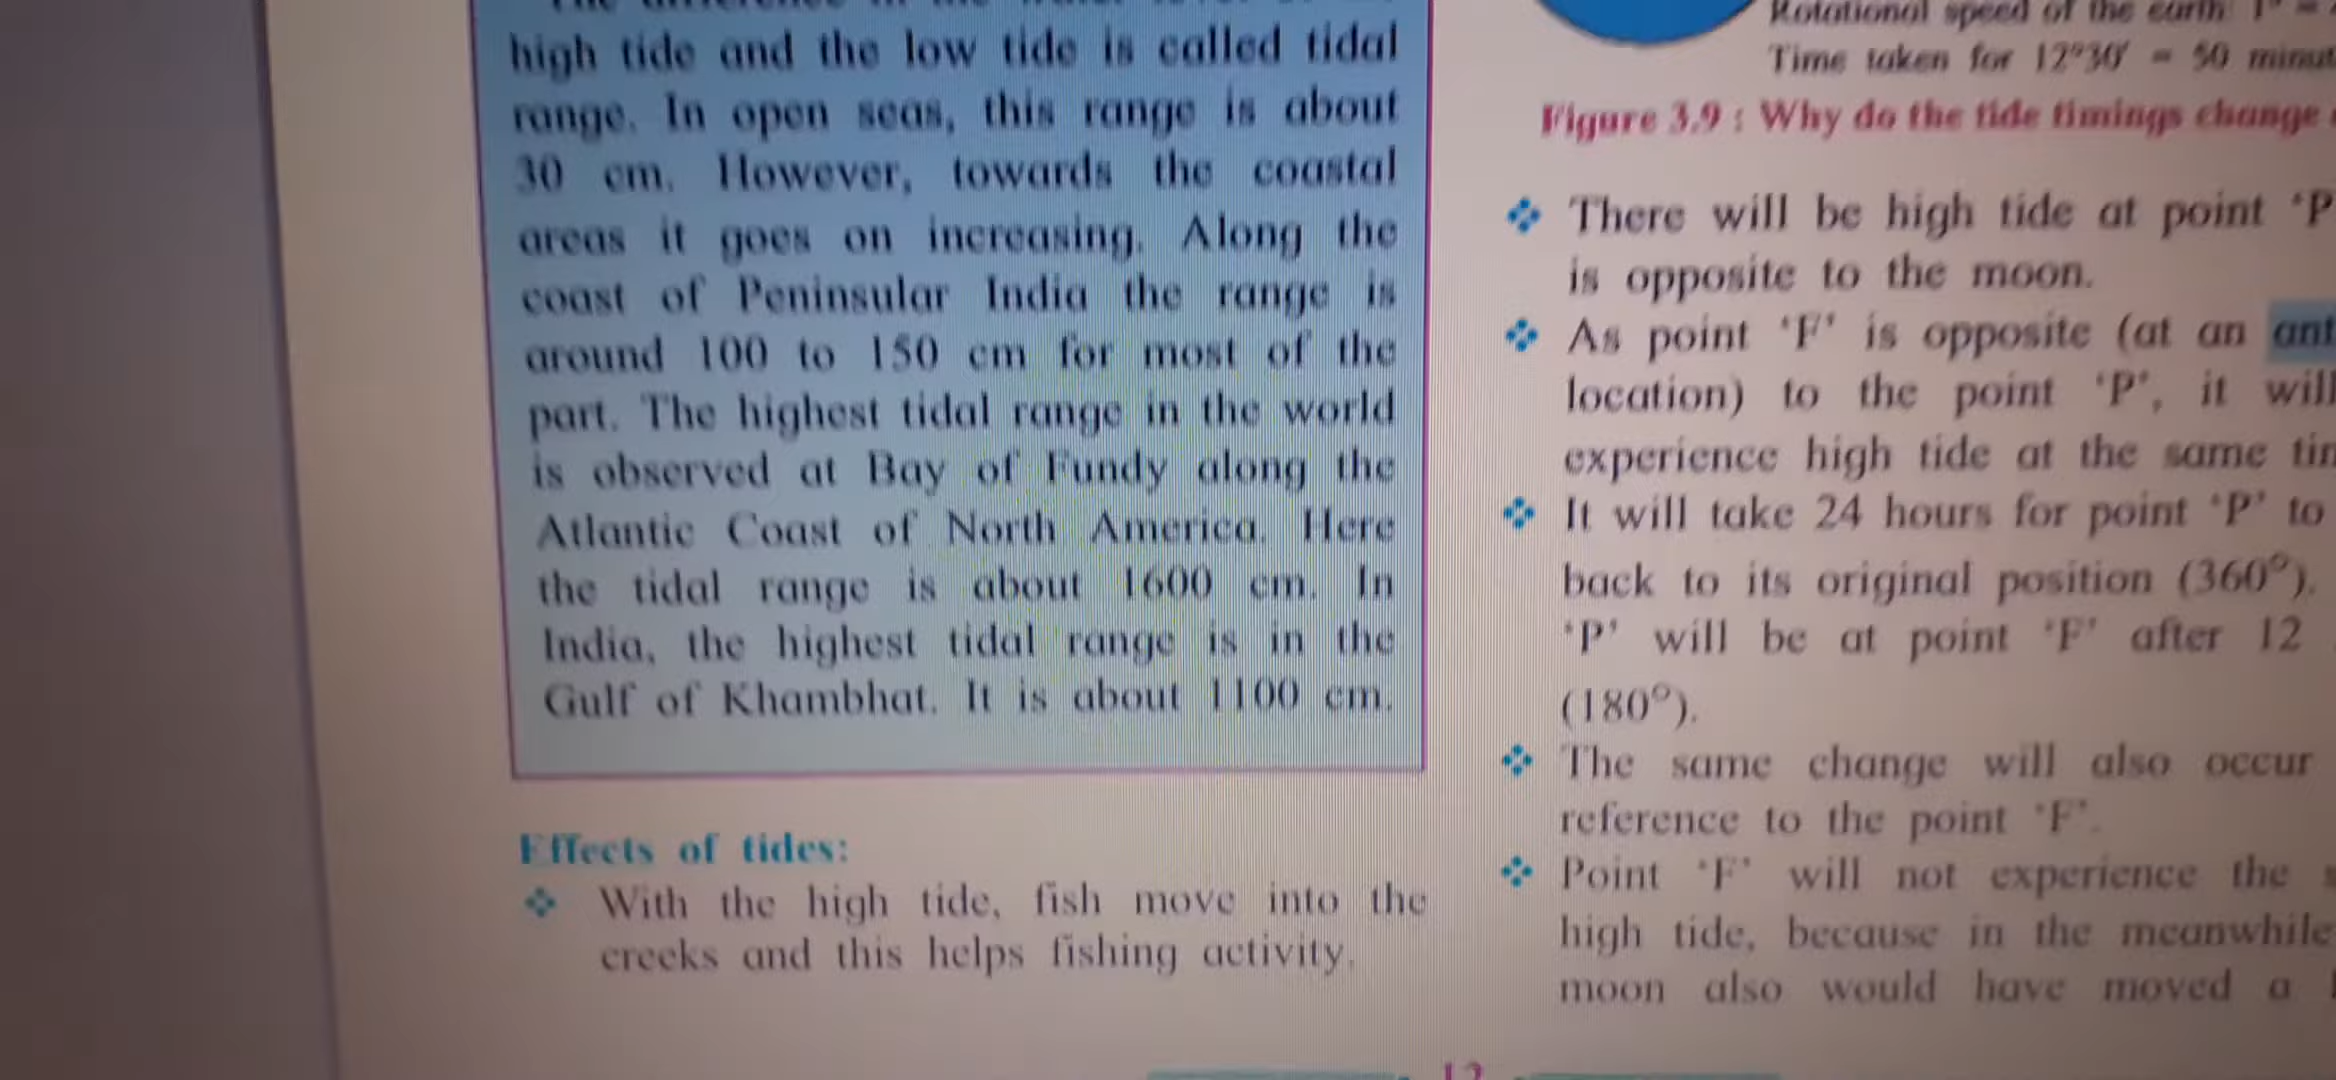 high tide and the low tide is called tidal
range. In open seas, this range is about
30 cm. However, towards the coastal
areas it goes on increasing. Along the
coast of Peninsular India the range is
around 100 to 150 cm for most of the
part. The highest tidal range in the world
is observed at Bay of Fundy along the
Atlantic Coast of North America. Here
the tidal range is about 1600 cm. In
India, the highest tidal range is in the
Gulf of Khambhat. It is about 1100 cm.
Effects of tides:
With the high tide, fish move into the
creeks and this helps fishing activity.
Rotational speed of the earth 1° =
Time taken for 12°30' = 50
Figure 3.9 : Why do the tide timings change
There will be high tide at point 'P
is opposite to the moon.
As point 'F' is opposite (at an
location) to the point 'P', it will
experience high tide at the same
It will take 24 hours for point 'P' to
back to its original position (360°).
'P' will be at point 'F' after 12
(180°).
The same change will also occur
reference to the point 'F'.
Point 'F' will not experience the
high tide, because in the meanwhile
moon also would have moved a